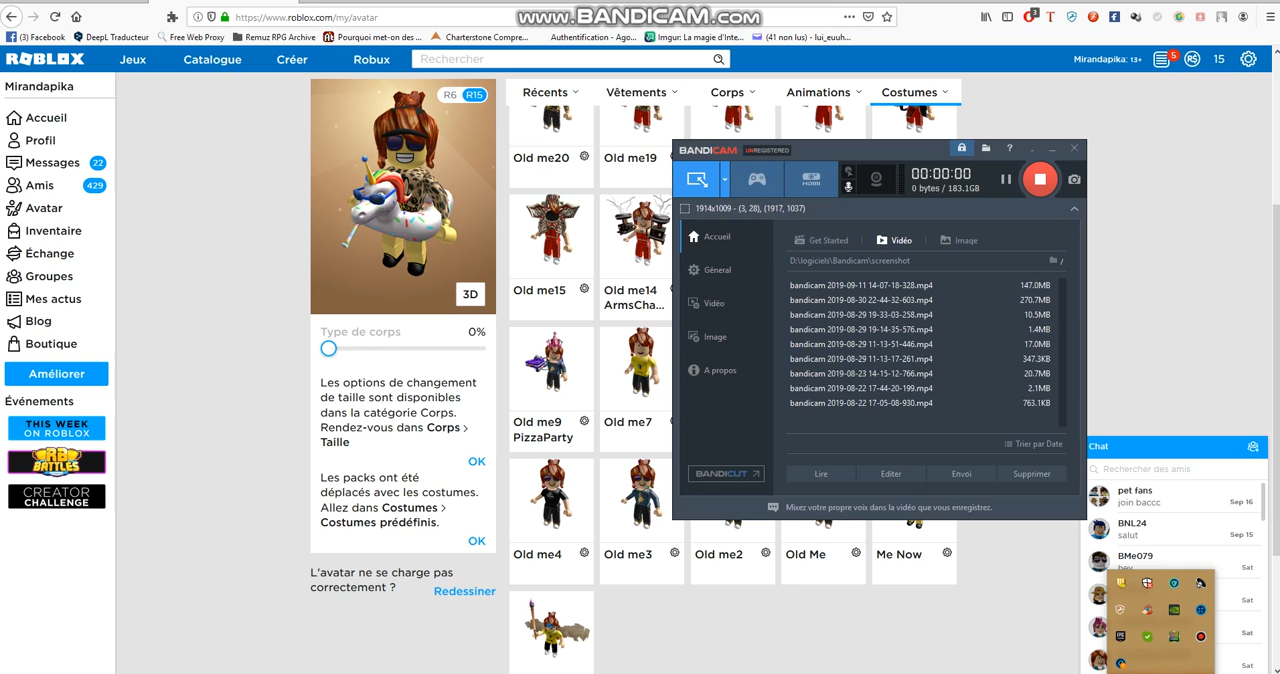 www.BANDICAM.com
https://www.roblox.com/my/avatar
(3) Facebook
DeepL Traducteur
Free Web Proxy
Remuz RPG Archive
Pourquoi met-on des ...
Charterstone Compre...
Authentification - Ago...
Imgur: La magie d'Inte...
(41 non lus) - lui_euuh...
3
ROBLOX
Jeux
Catalogue
Créer
Robux
Rechercher
Mirandapika: 13+
5
15
Mirandapika
Accueil
Profil
Messages 22
Amis 429
Avatar
Inventaire
Échange
Groupes
Mes actus
Blog
Boutique
Améliorer
Événements
THIS WEEK
ON ROBLOX
RB
BATTLES
CREATOR
CHALLENGE
R6 R15
3D
Type de corps 0%
Les options de changement
de taille sont disponibles
dans la catégorie Corps.
Rendez-vous dans Corps >
Taille
OK
Les packs ont été
déplacés avec les costumes.
Allez dans Costumes >
Costumes prédéfinis.
OK
L'avatar ne se charge pas
correctement ?
Redessiner
Récents
Vêtements
Corps
Animations
Costumes
Old me20
Old me19
Old me15
Old me14
ArmsCha...
Old me9
PizzaParty
Old me7
Old me4
Old me3
Old me2
Old Me
Me Now
BANDICAM UNREGISTERED
HDMI
00:00:00
0 bytes / 183.1GB
1914x1009 - (3, 28), (1917, 1037)
Accueil
Géneral
Vidéo
Image
A propos
BANDICUT
Get Started
Vidéo
Image
D:\logiciels\Bandicam\screenshot
bandicam 2019-09-11 14-07-18-328.mp4 147.0MB
bandicam 2019-08-30 22-44-32-603.mp4 270.7MB
bandicam 2019-08-29 19-33-03-258.mp4 10.5MB
bandicam 2019-08-29 19-14-35-576.mp4 1.4MB
bandicam 2019-08-29 11-13-51-446.mp4 17.0MB
bandicam 2019-08-29 11-13-17-261.mp4 347.3KB
bandicam 2019-08-23 14-15-12-766.mp4 20.7MB
bandicam 2019-08-22 17-44-20-199.mp4 2.1MB
bandicam 2019-08-22 17-05-08-930.mp4 763.1KB
Trier par Date
Lire
Editer
Envoi
Supprimer
Mixez votre propre voix dans la vidéo que vous enregistrez.
Chat
Rechercher des amis
pet fans
join baccc Sep 16
BNL24
salut Sep 15
BMe079
hey Sat
Sat
Sat
Sat